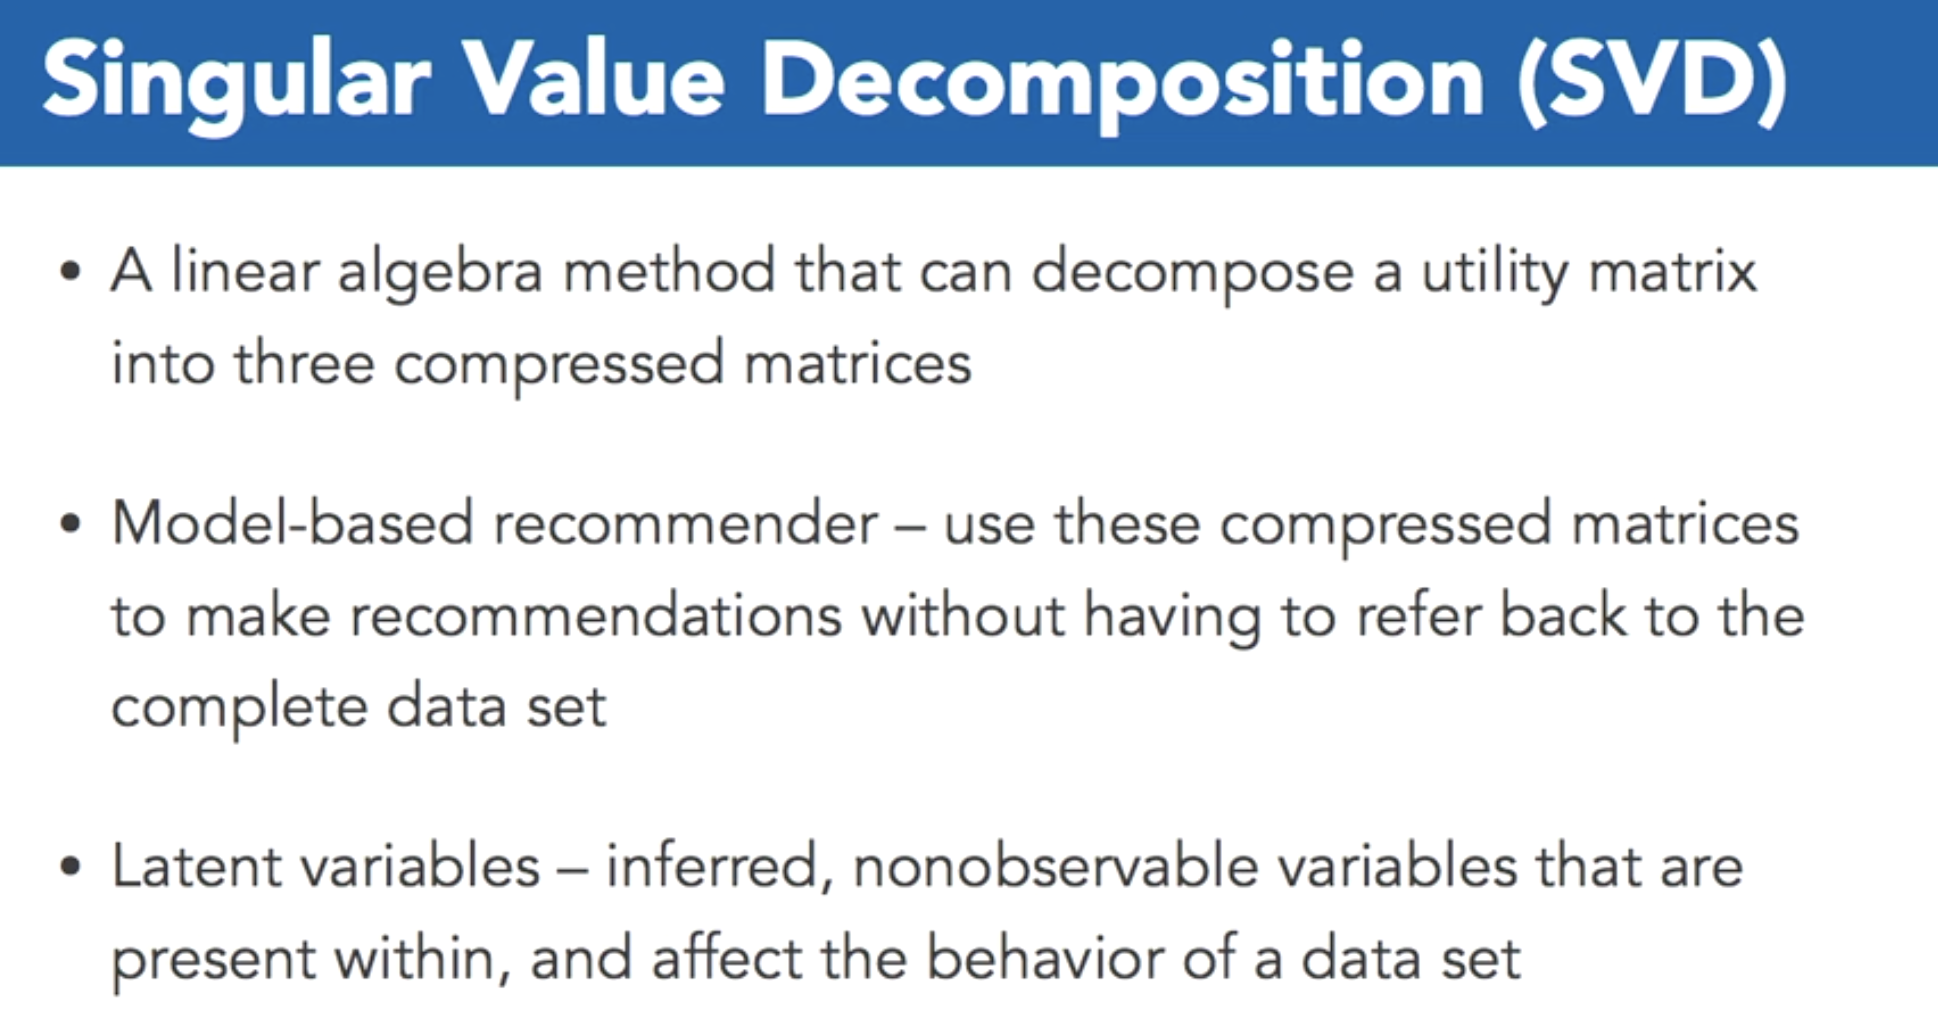 Singular Value Decomposition (SVD)
• A linear algebra method that can decompose a utility matrix
into three compressed matrices
• Model-based recommender – use these compressed matrices
to make recommendations without having to refer back to the
complete data set
• Latent variables – inferred, nonobservable variables that are
present within, and affect the behavior of a data set